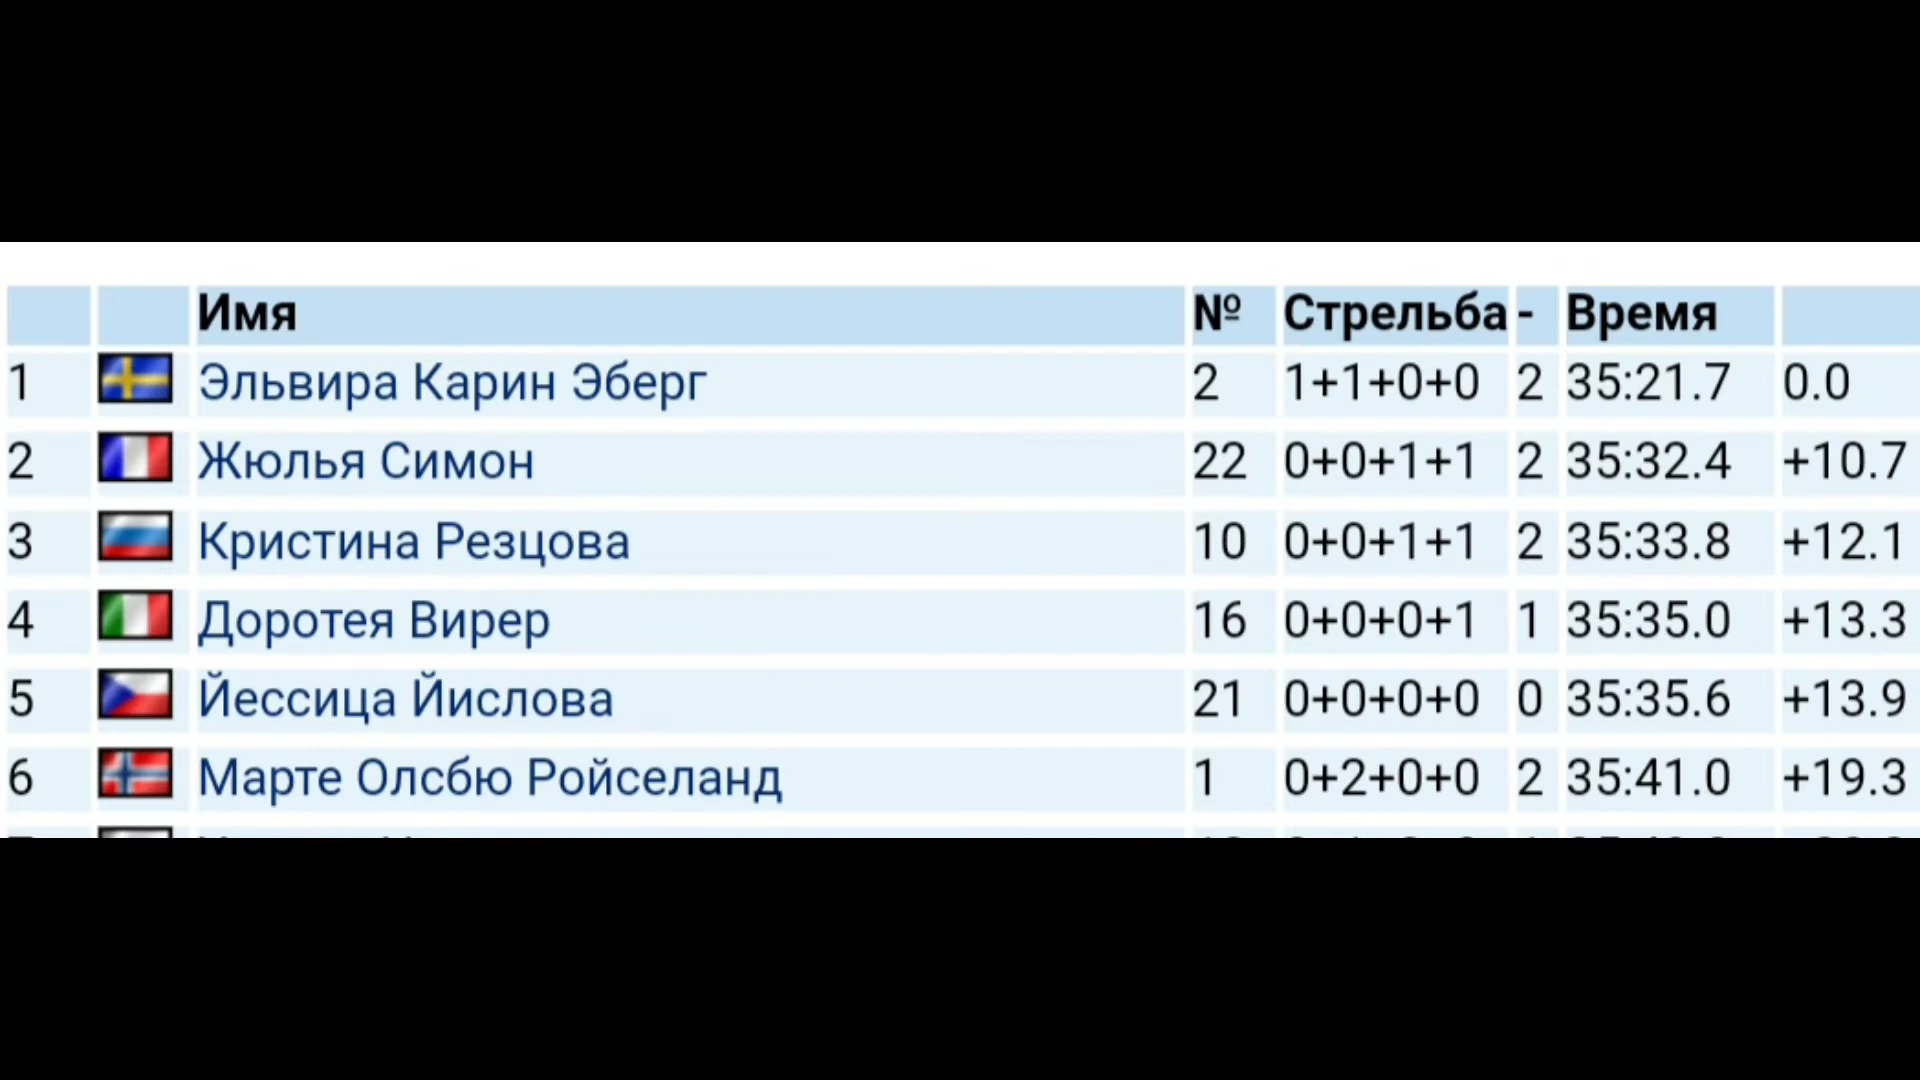 Имя № Стрельба - Время
1 Эльвира Карин Эберг 2 1+1+0+0 2 35:21.7 0.0
2 Жюлья Симон 22 0+0+1+1 2 35:32.4 +10.7
3 Кристина Резцова 10 0+0+1+1 2 35:33.8 +12.1
4 Доротея Вирер 16 0+0+0+1 1 35:35.0 +13.3
5 Йессица Йислова 21 0+0+0+0 0 35:35.6 +13.9
6 Марте Олсбю Ройселанд 1 0+2+0+0 2 35:41.0 +19.3